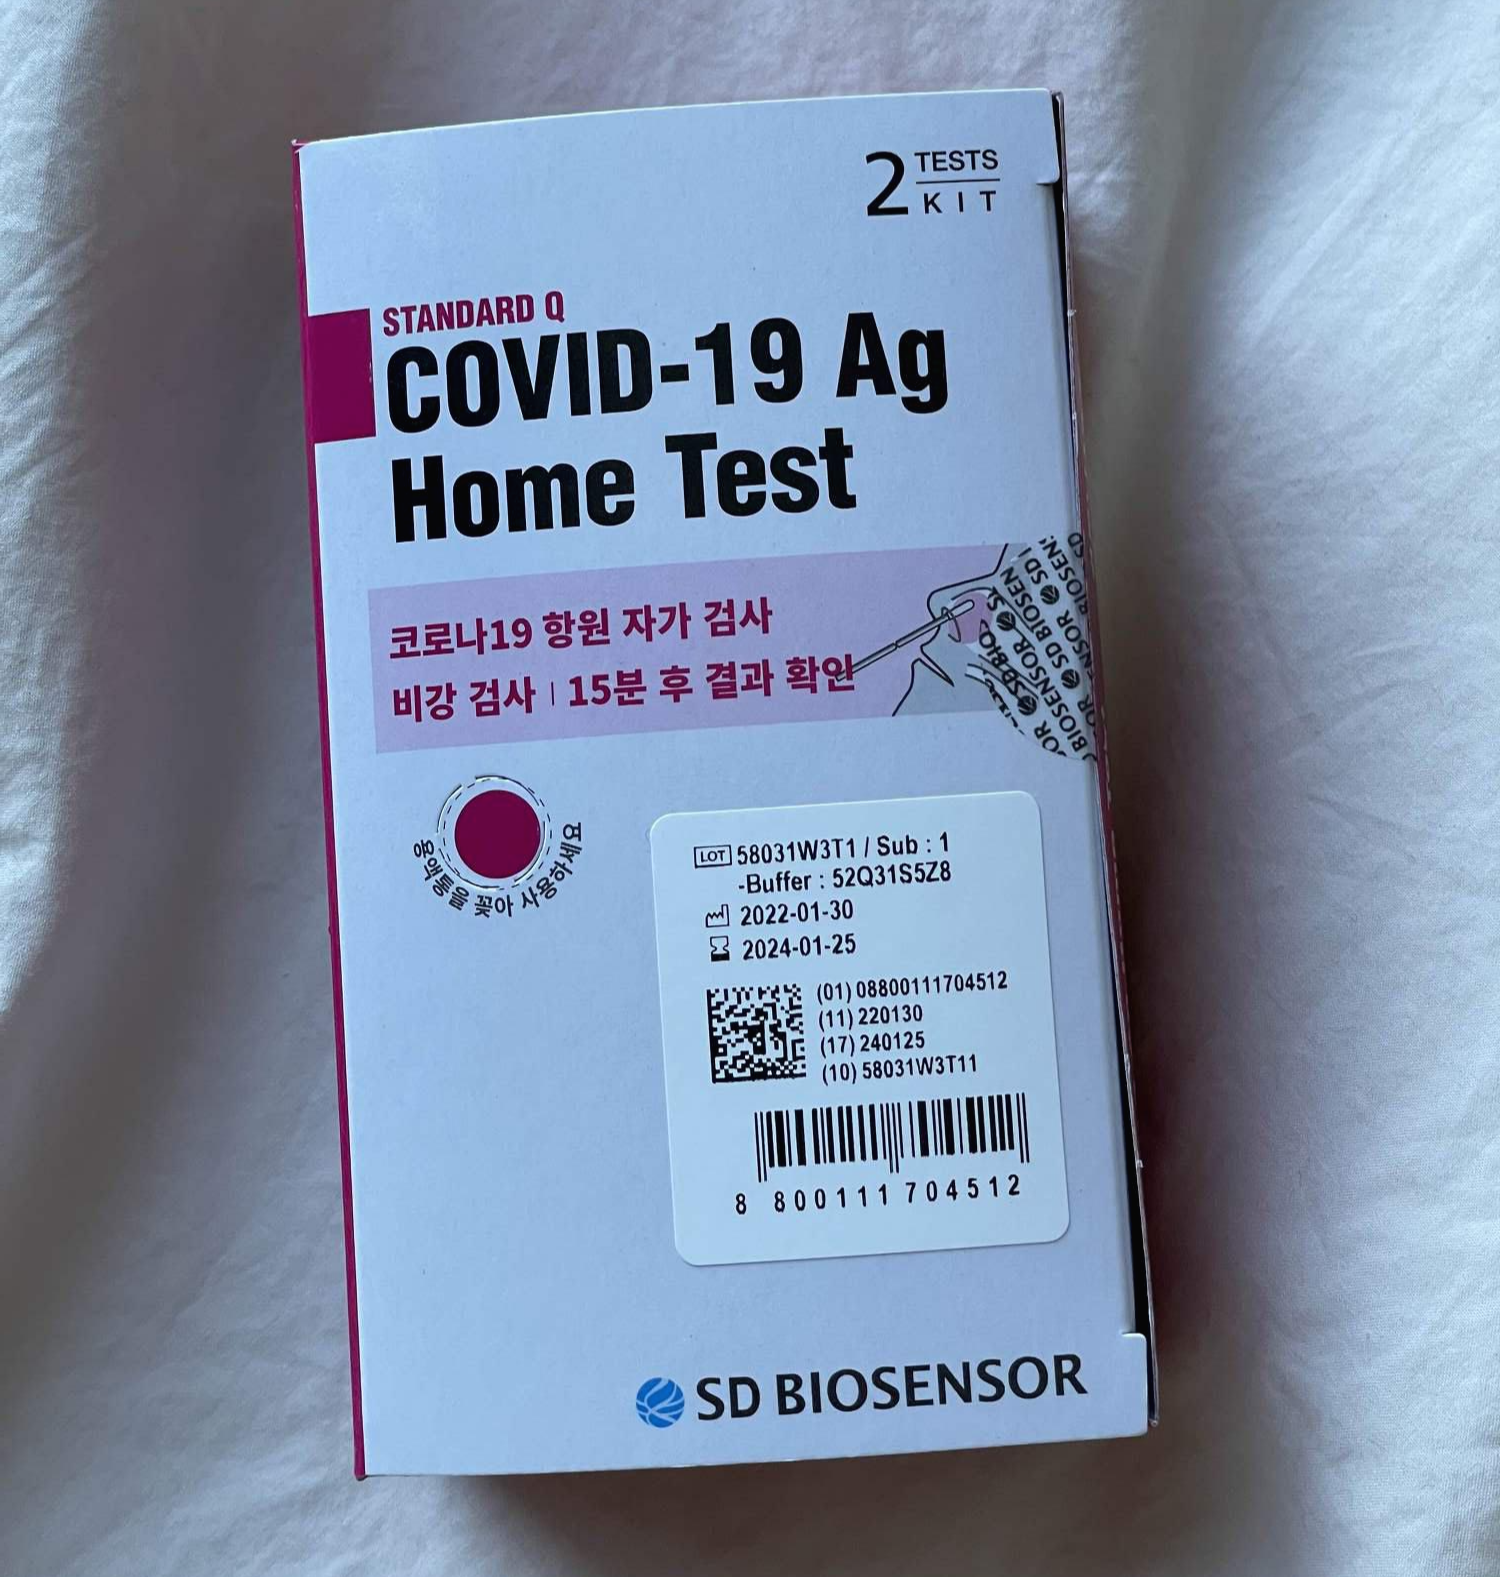 2 TESTS
KIT
STANDARD Q
COVID-19 Ag
Home Test
코로나19 항원 자가 검사
비강 검사 | 15분 후 결과 확인
SD BIOSENSOR
용액통을 꽂아 사용하세요
LOT 58031W3T1 / Sub : 1
-Buffer : 52Q31S5Z8
2022-01-30
2024-01-25
(01) 08800111704512
(11) 220130
(17) 240125
(10) 58031W3T11
8 800111 704512
SD BIOSENSOR